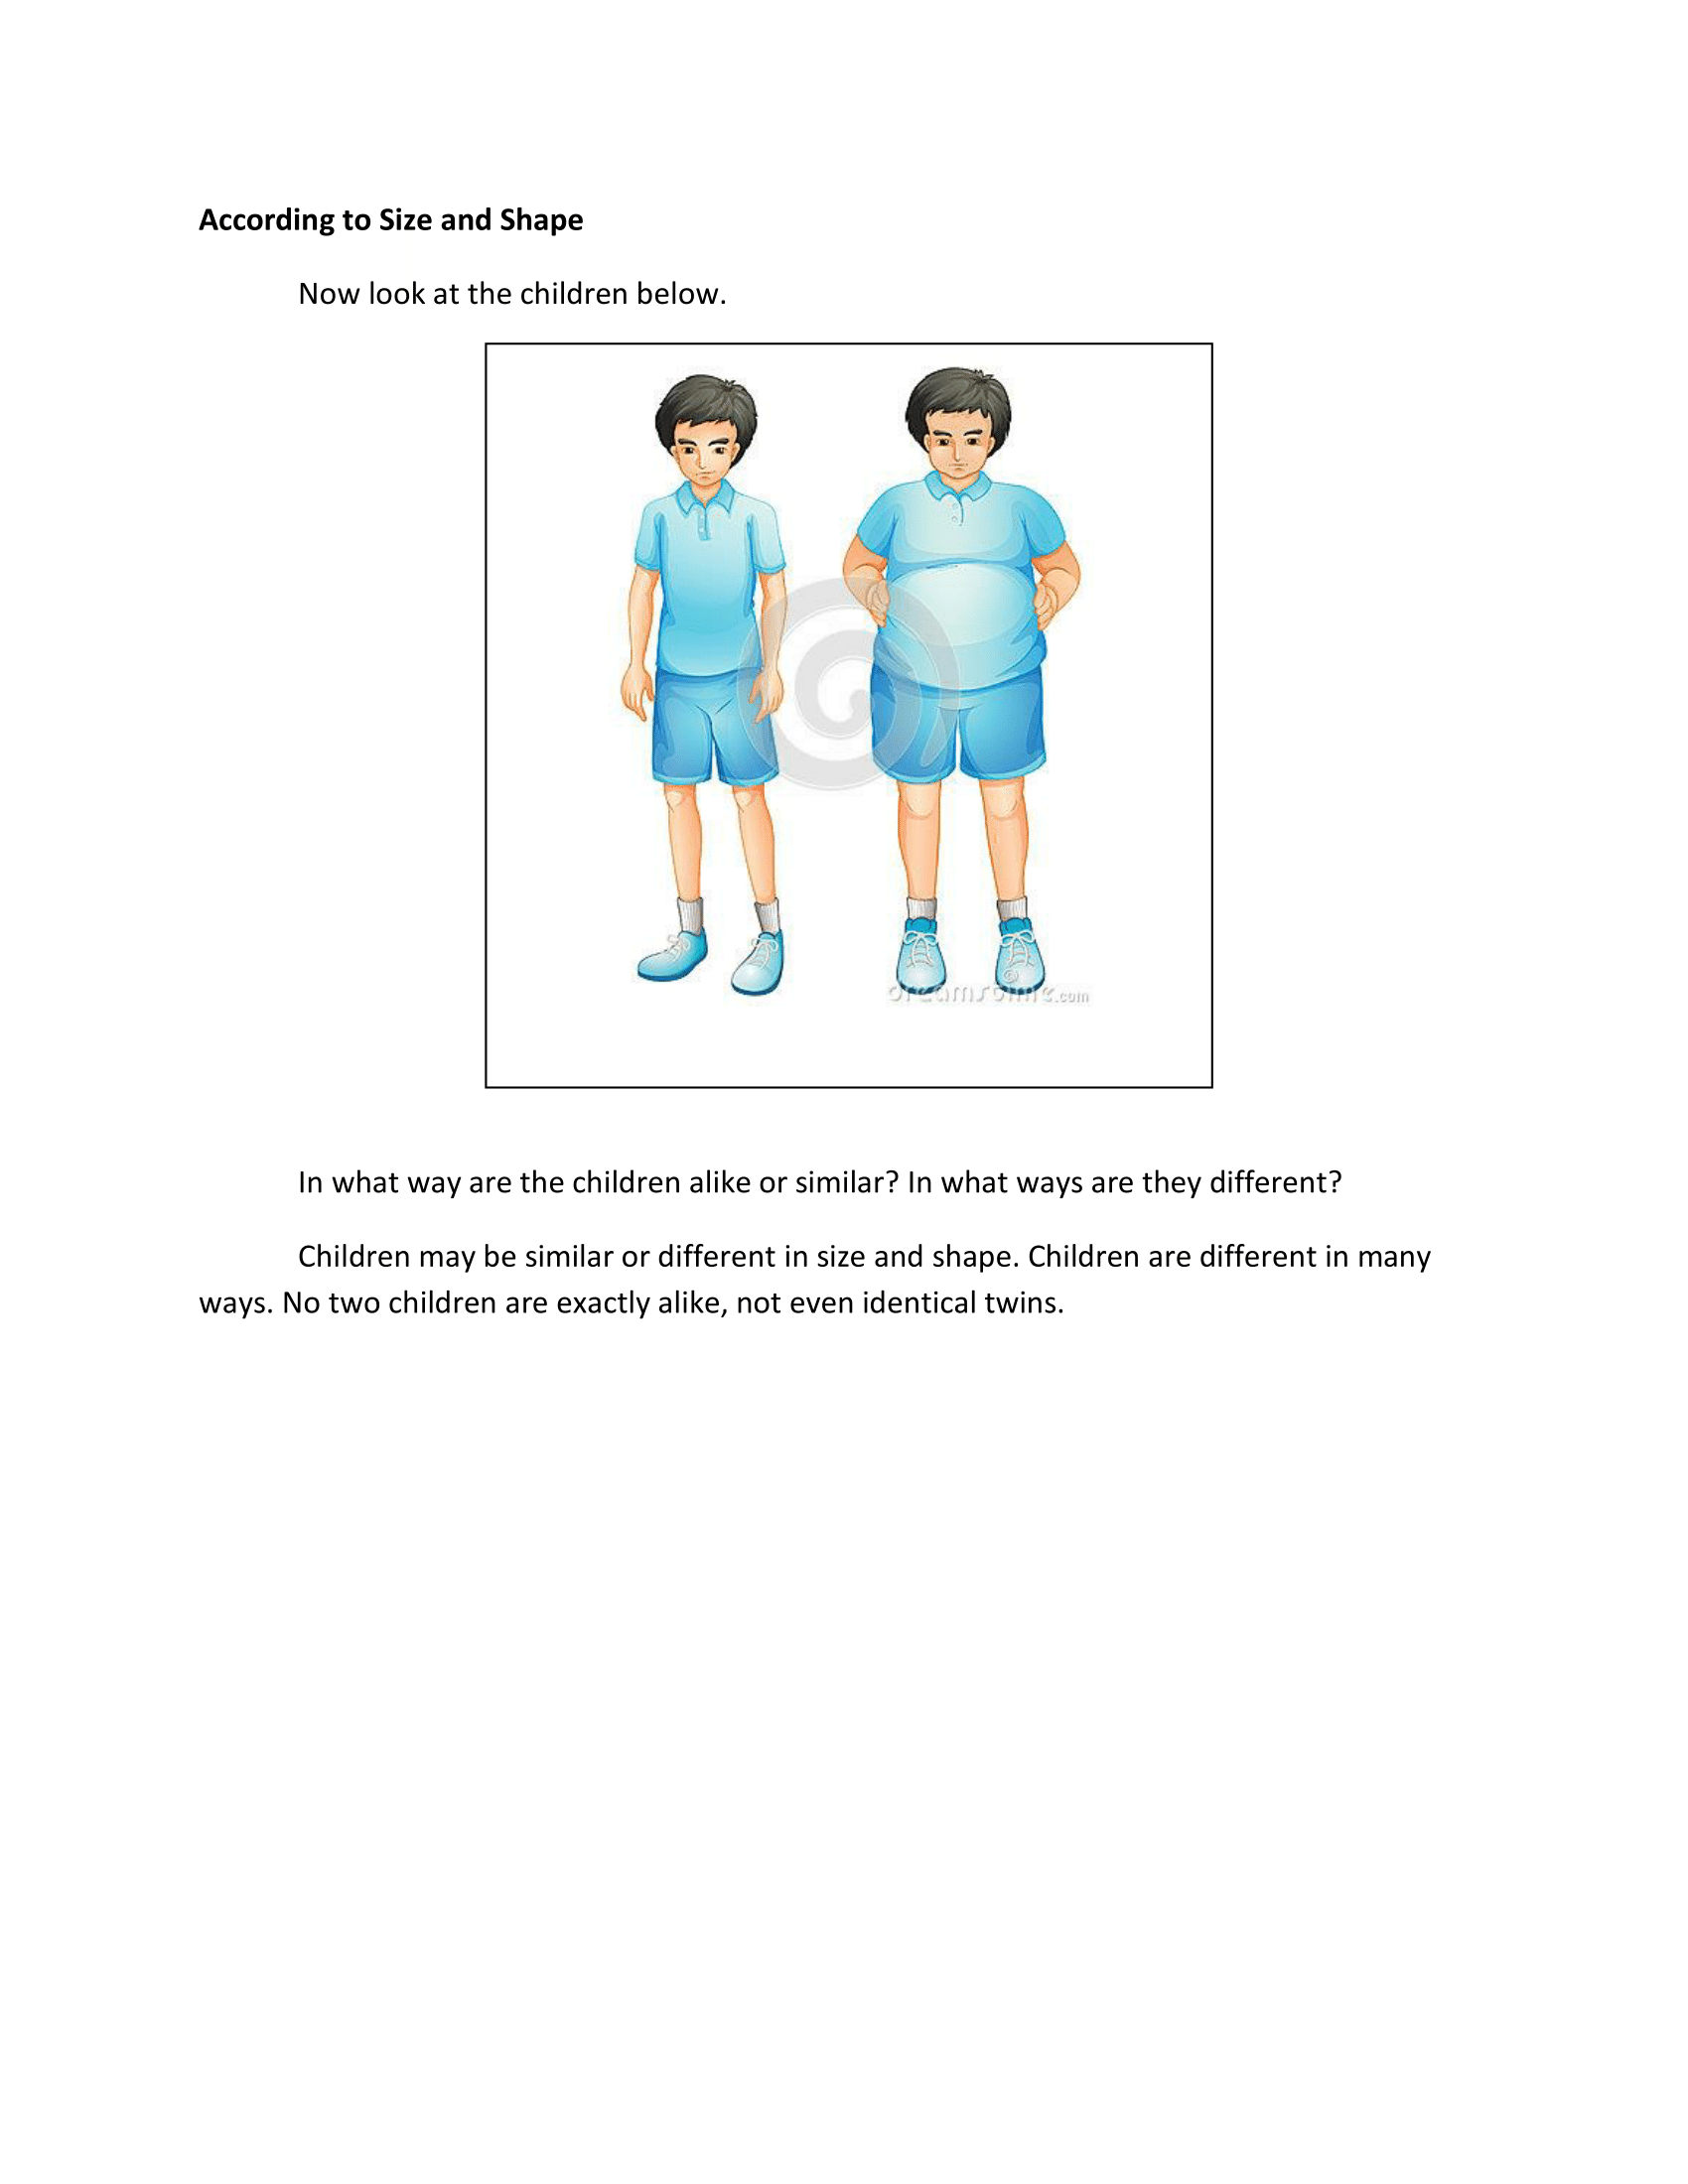 According to Size and Shape
Now look at the children below.
dreamstime.com
In what way are the children alike or similar? In what ways are they different?
Children may be similar or different in size and shape. Children are different in many
ways. No two children are exactly alike, not even identical twins.